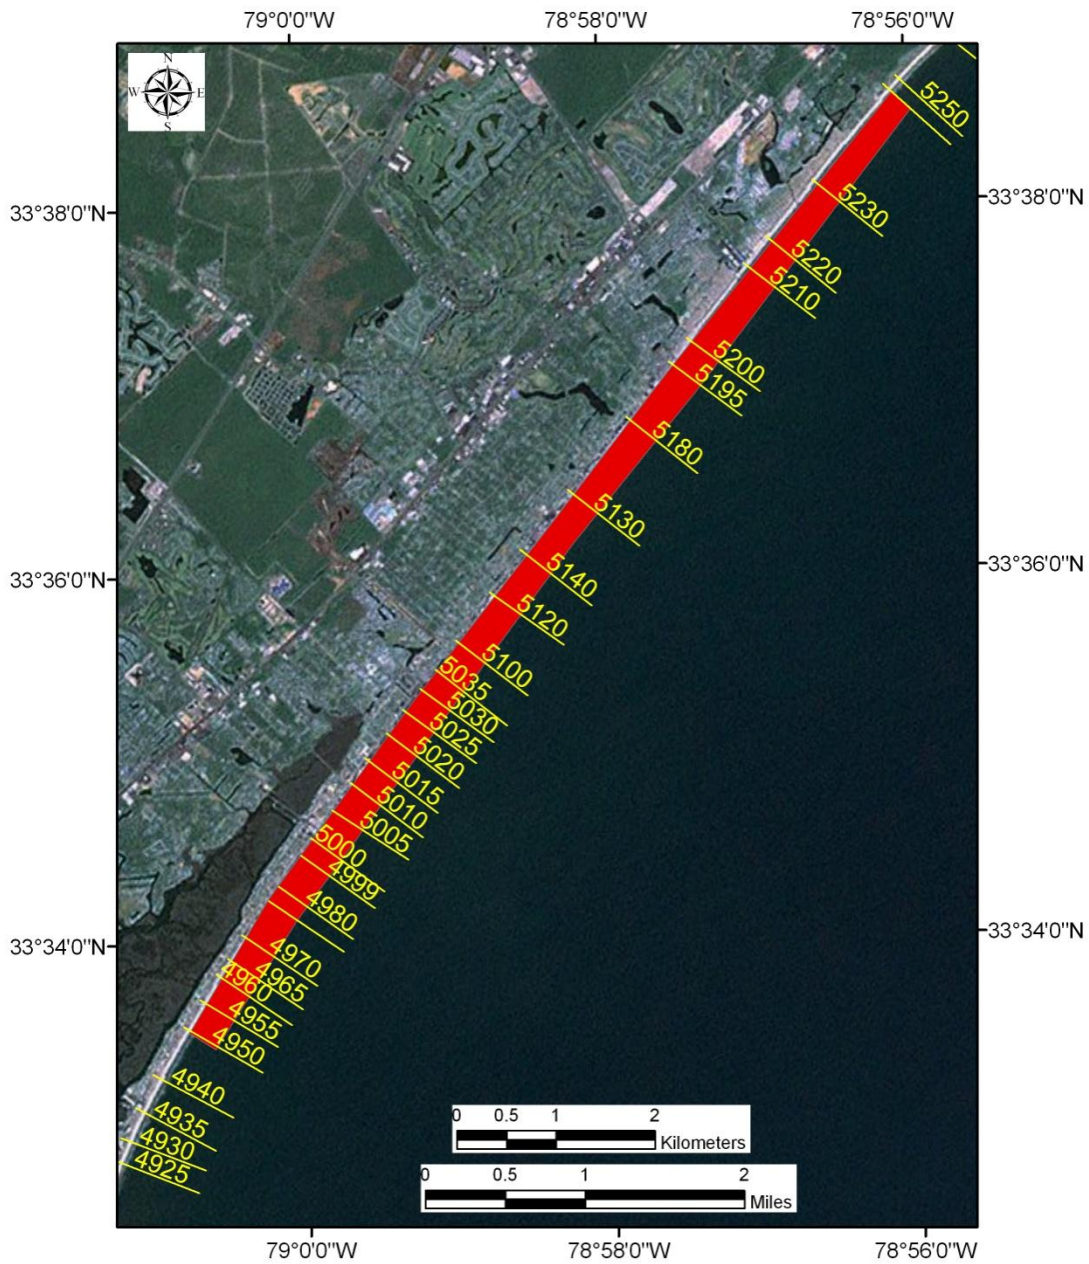 79°0'0"W
78°58'0"W
78°56'0"W
N
W
E
S
5250
33°38'0"N
33°38'0"N
5230
5220
5210
5200
5195
5180
5130
5140
33°36'0"N
33°36'0"N
5120
5100
5035
5030
5025
5020
5015
5010
5005
5000
4999
4980
33°34'0"N
33°34'0"N
4970
4965
4960
4955
4950
4940
4935
4930
4925
0 0.5 1 2
Kilometers
0 0.5 1 2
Miles
79°0'0"W
78°58'0"W
78°56'0"W